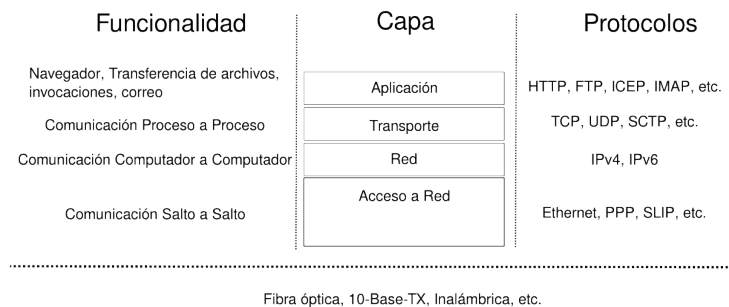 Funcionalidad
Capa
Protocolos
Navegador, Transferencia de archivos,
invocaciones, correo
Aplicación
HTTP, FTP, ICEP, IMAP, etc.
Comunicación Proceso a Proceso
Transporte
TCP, UDP, SCTP, etc.
Comunicación Computador a Computador
Red
IPv4, IPv6
Acceso a Red
Comunicación Salto a Salto
Ethernet, PPP, SLIP, etc.
Fibra óptica, 10-Base-TX, Inalámbrica, etc.